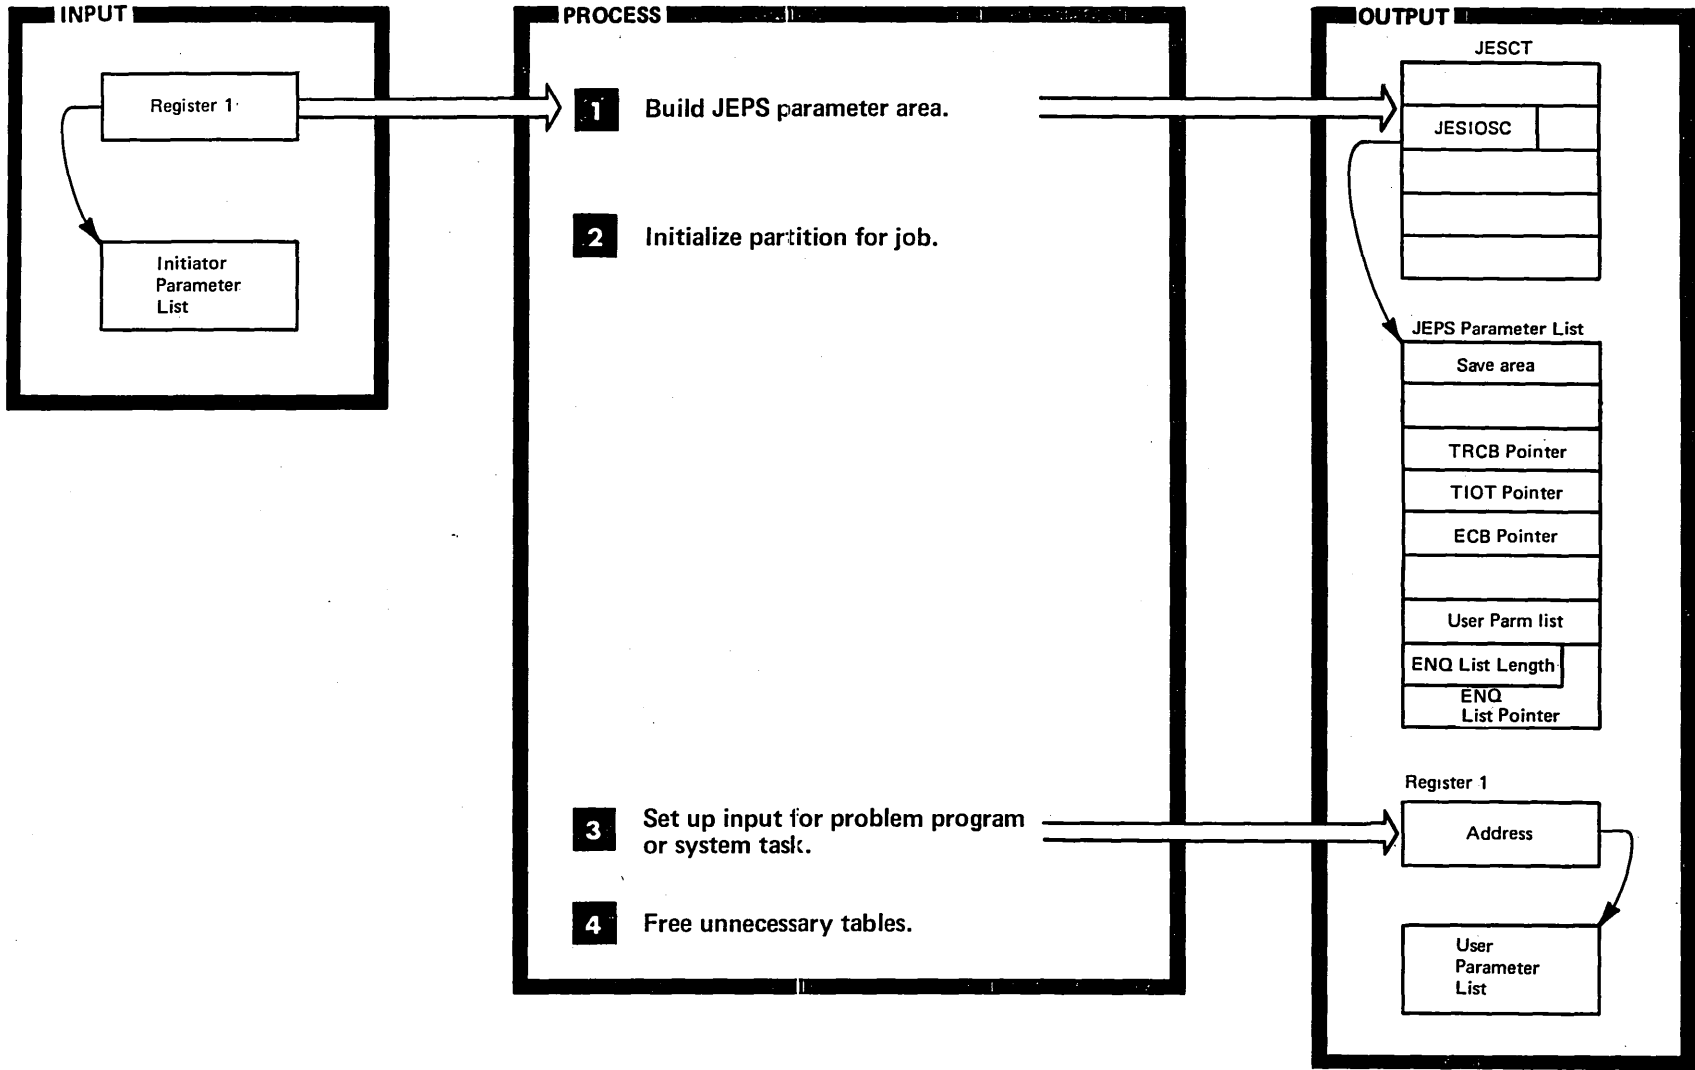 INPUT
Register 1
Initiator
Parameter
List
PROCESS
1 Build JEPS parameter area.
2 Initialize partition for job.
3 Set up input for problem program
or system task.
4 Free unnecessary tables.
OUTPUT
JESCT
JESIOSC
JEPS Parameter List
Save area
TRCB Pointer
TIOT Pointer
ECB Pointer
User Parm list
ENQ List Length
ENQ
List Pointer
Register 1
Address
User
Parameter
List